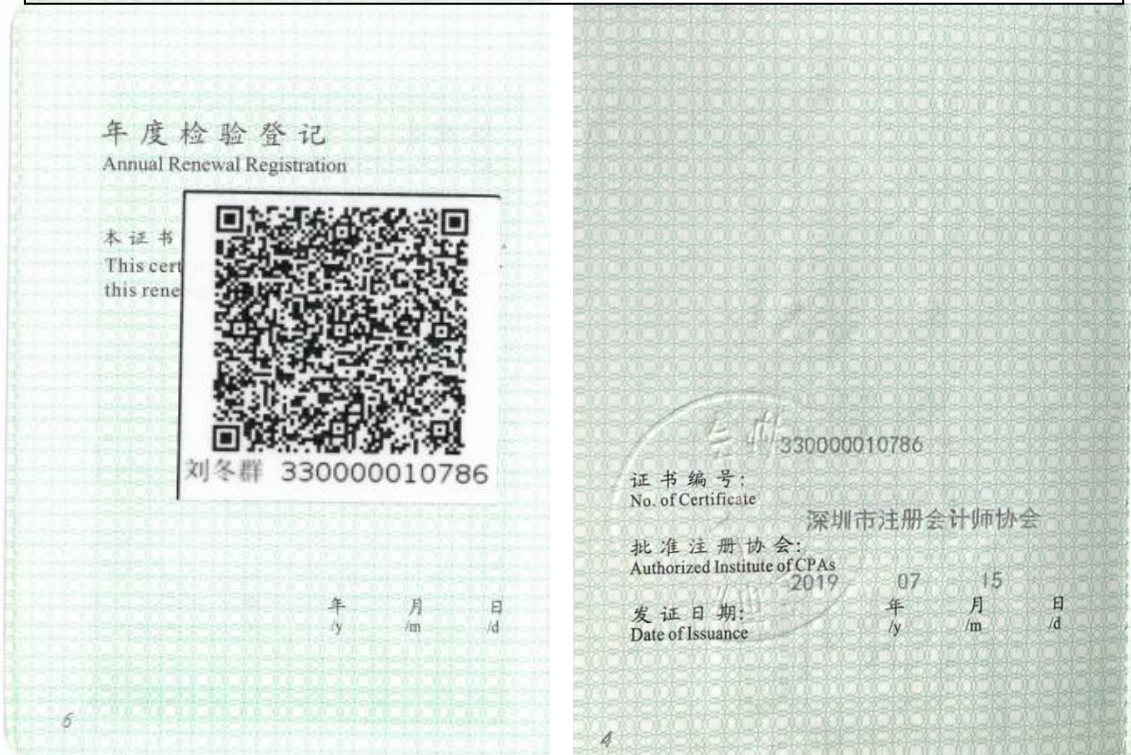 年度检验登记
Annual Renewal Registration
本证书
This cert
this rene
刘冬群 330000010786
年 月 日
/y /m /d
6
330000010786
证书编号:
No. of Certificate
深圳市注册会计师协会
批准注册协会:
Authorized Institute of CPAs
2019 07 15
发证日期: 年 月 日
Date of Issuance /y /m /d
4